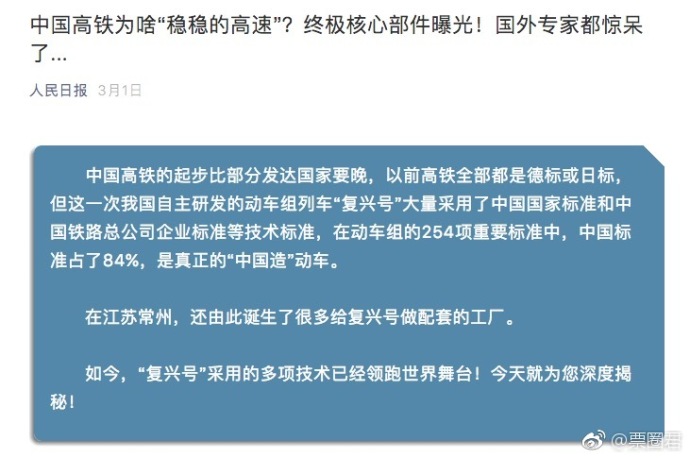 中国高铁为啥“稳稳的高速”？终极核心部件曝光！国外专家都惊呆
了...
人民日报 3月1日
中国高铁的起步比部分发达国家要晚，以前高铁全部都是德标或日标，
但这一次我国自主研发的动车组列车“复兴号”大量采用了中国国家标准和中
国铁路总公司企业标准等技术标准，在动车组的254项重要标准中，中国标
准占了84%，是真正的“中国造”动车。
在江苏常州，还由此诞生了很多给复兴号做配套的工厂。
如今，“复兴号”采用的多项技术已经领跑世界舞台！今天就为您深度揭
秘！
@票圈君